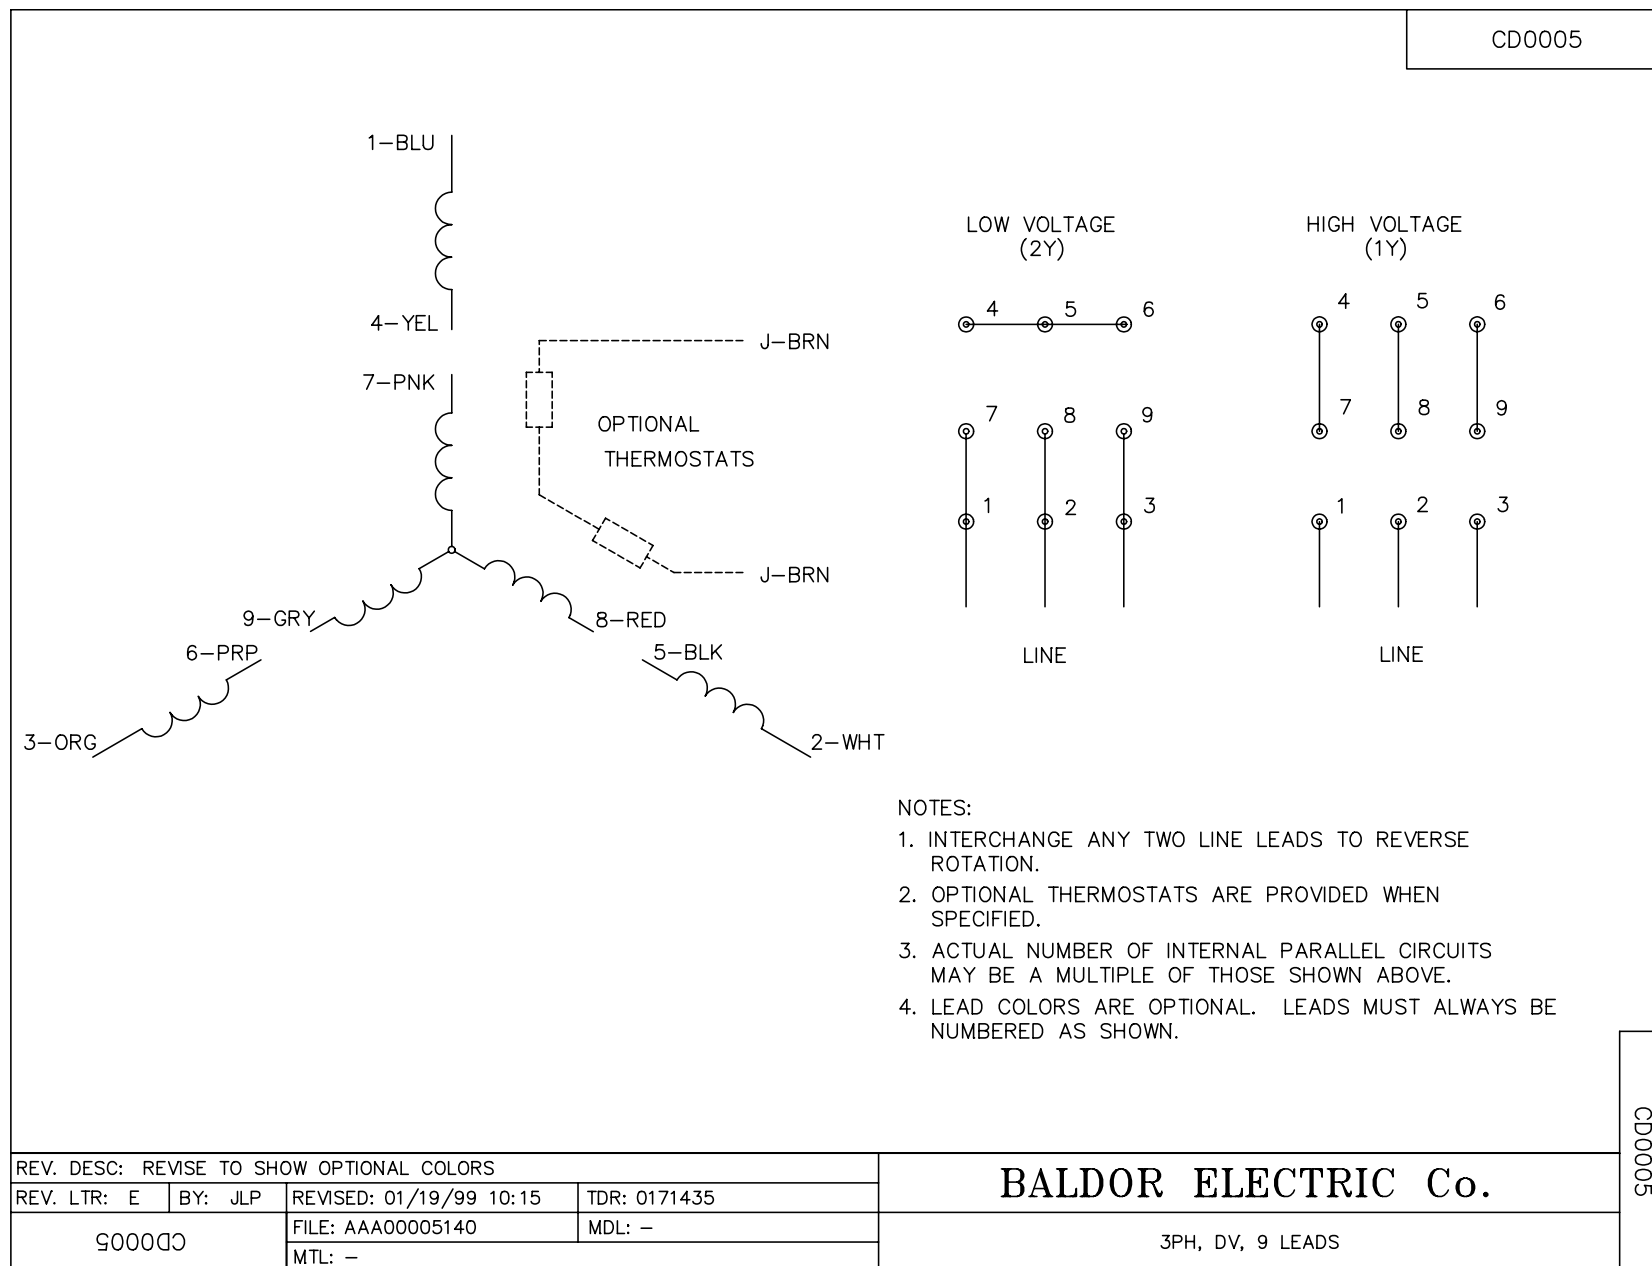 CD0005
1-BLU
4-YEL
7-PNK
J-BRN
OPTIONAL
THERMOSTATS
J-BRN
9-GRY
8-RED
6-PRP
5-BLK
3-ORG
2-WHT
LOW VOLTAGE
(2Y)
4 5 6
7 8 9
1 2 3
LINE
HIGH VOLTAGE
(1Y)
4 5 6
7 8 9
1 2 3
LINE
NOTES:
1. INTERCHANGE ANY TWO LINE LEADS TO REVERSE
ROTATION.
2. OPTIONAL THERMOSTATS ARE PROVIDED WHEN
SPECIFIED.
3. ACTUAL NUMBER OF INTERNAL PARALLEL CIRCUITS
MAY BE A MULTIPLE OF THOSE SHOWN ABOVE.
4. LEAD COLORS ARE OPTIONAL. LEADS MUST ALWAYS BE
NUMBERED AS SHOWN.
CD0005
REV. DESC: REVISE TO SHOW OPTIONAL COLORS
REV. LTR: E BY: JLP REVISED: 01/19/99 10:15 TDR: 0171435
CD0005
FILE: AAA00005140 MDL: -
MTL: -
BALDOR ELECTRIC Co.
3PH, DV, 9 LEADS